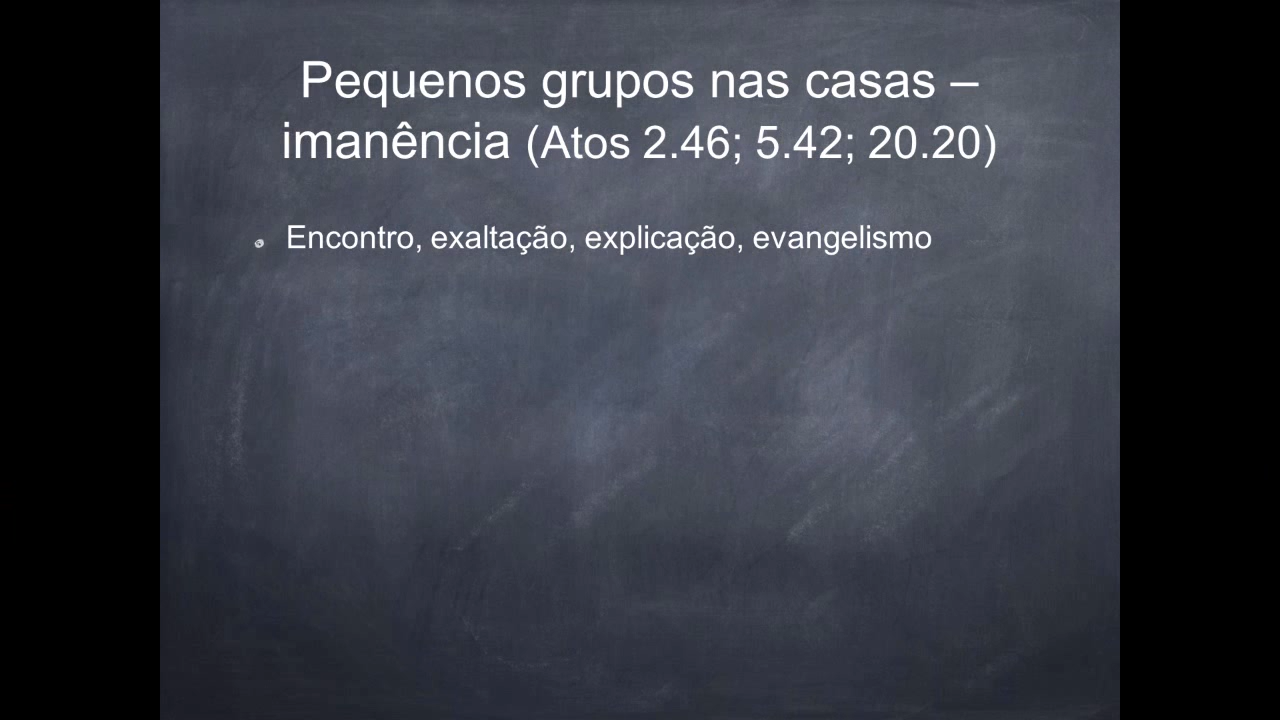 Pequenos grupos nas casas –
imanência (Atos 2.46; 5.42; 20.20)
Encontro, exaltação, explicação, evangelismo